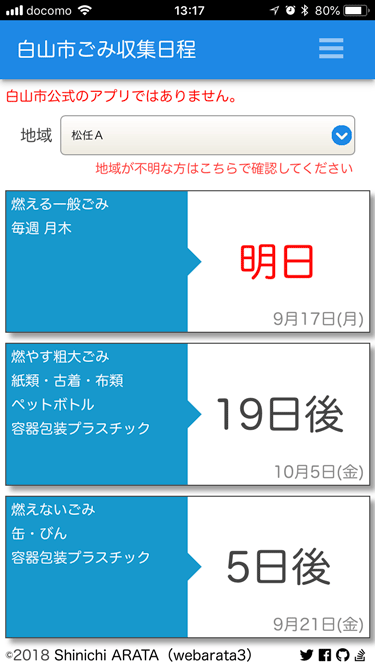 docomo 13:17 80%
白山市ごみ収集日程
白山市公式のアプリではありません。
地域 松任A
地域が不明な方はこちらで確認してください
燃える一般ごみ
毎週 月木
明日
9月17日(月)
燃やす粗大ごみ
紙類・古着・布類
ペットボトル
容器包装プラスチック
19日後
10月5日(金)
燃えないごみ
缶・びん
容器包装プラスチック
5日後
9月21日(金)
©2018 Shinichi ARATA（webarata3）